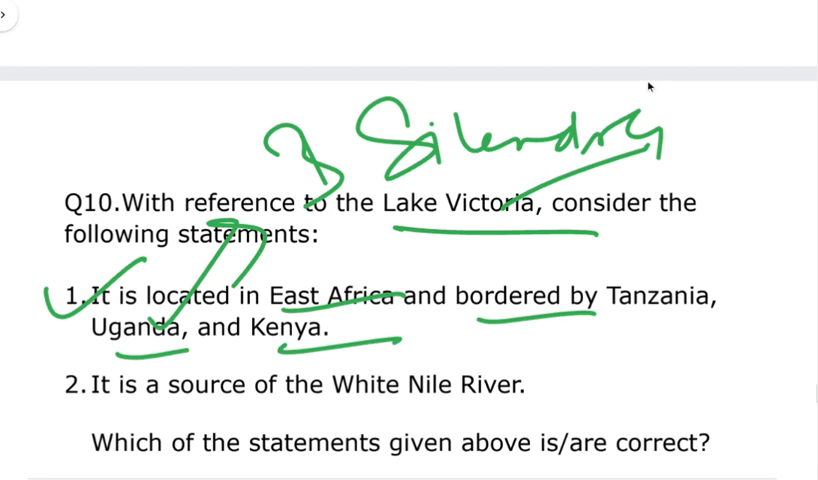 Q10.With reference to the Lake Victoria, consider the
following statements:
1. It is located in East Africa and bordered by Tanzania,
Uganda, and Kenya.
2. It is a source of the White Nile River.
Which of the statements given above is/are correct?